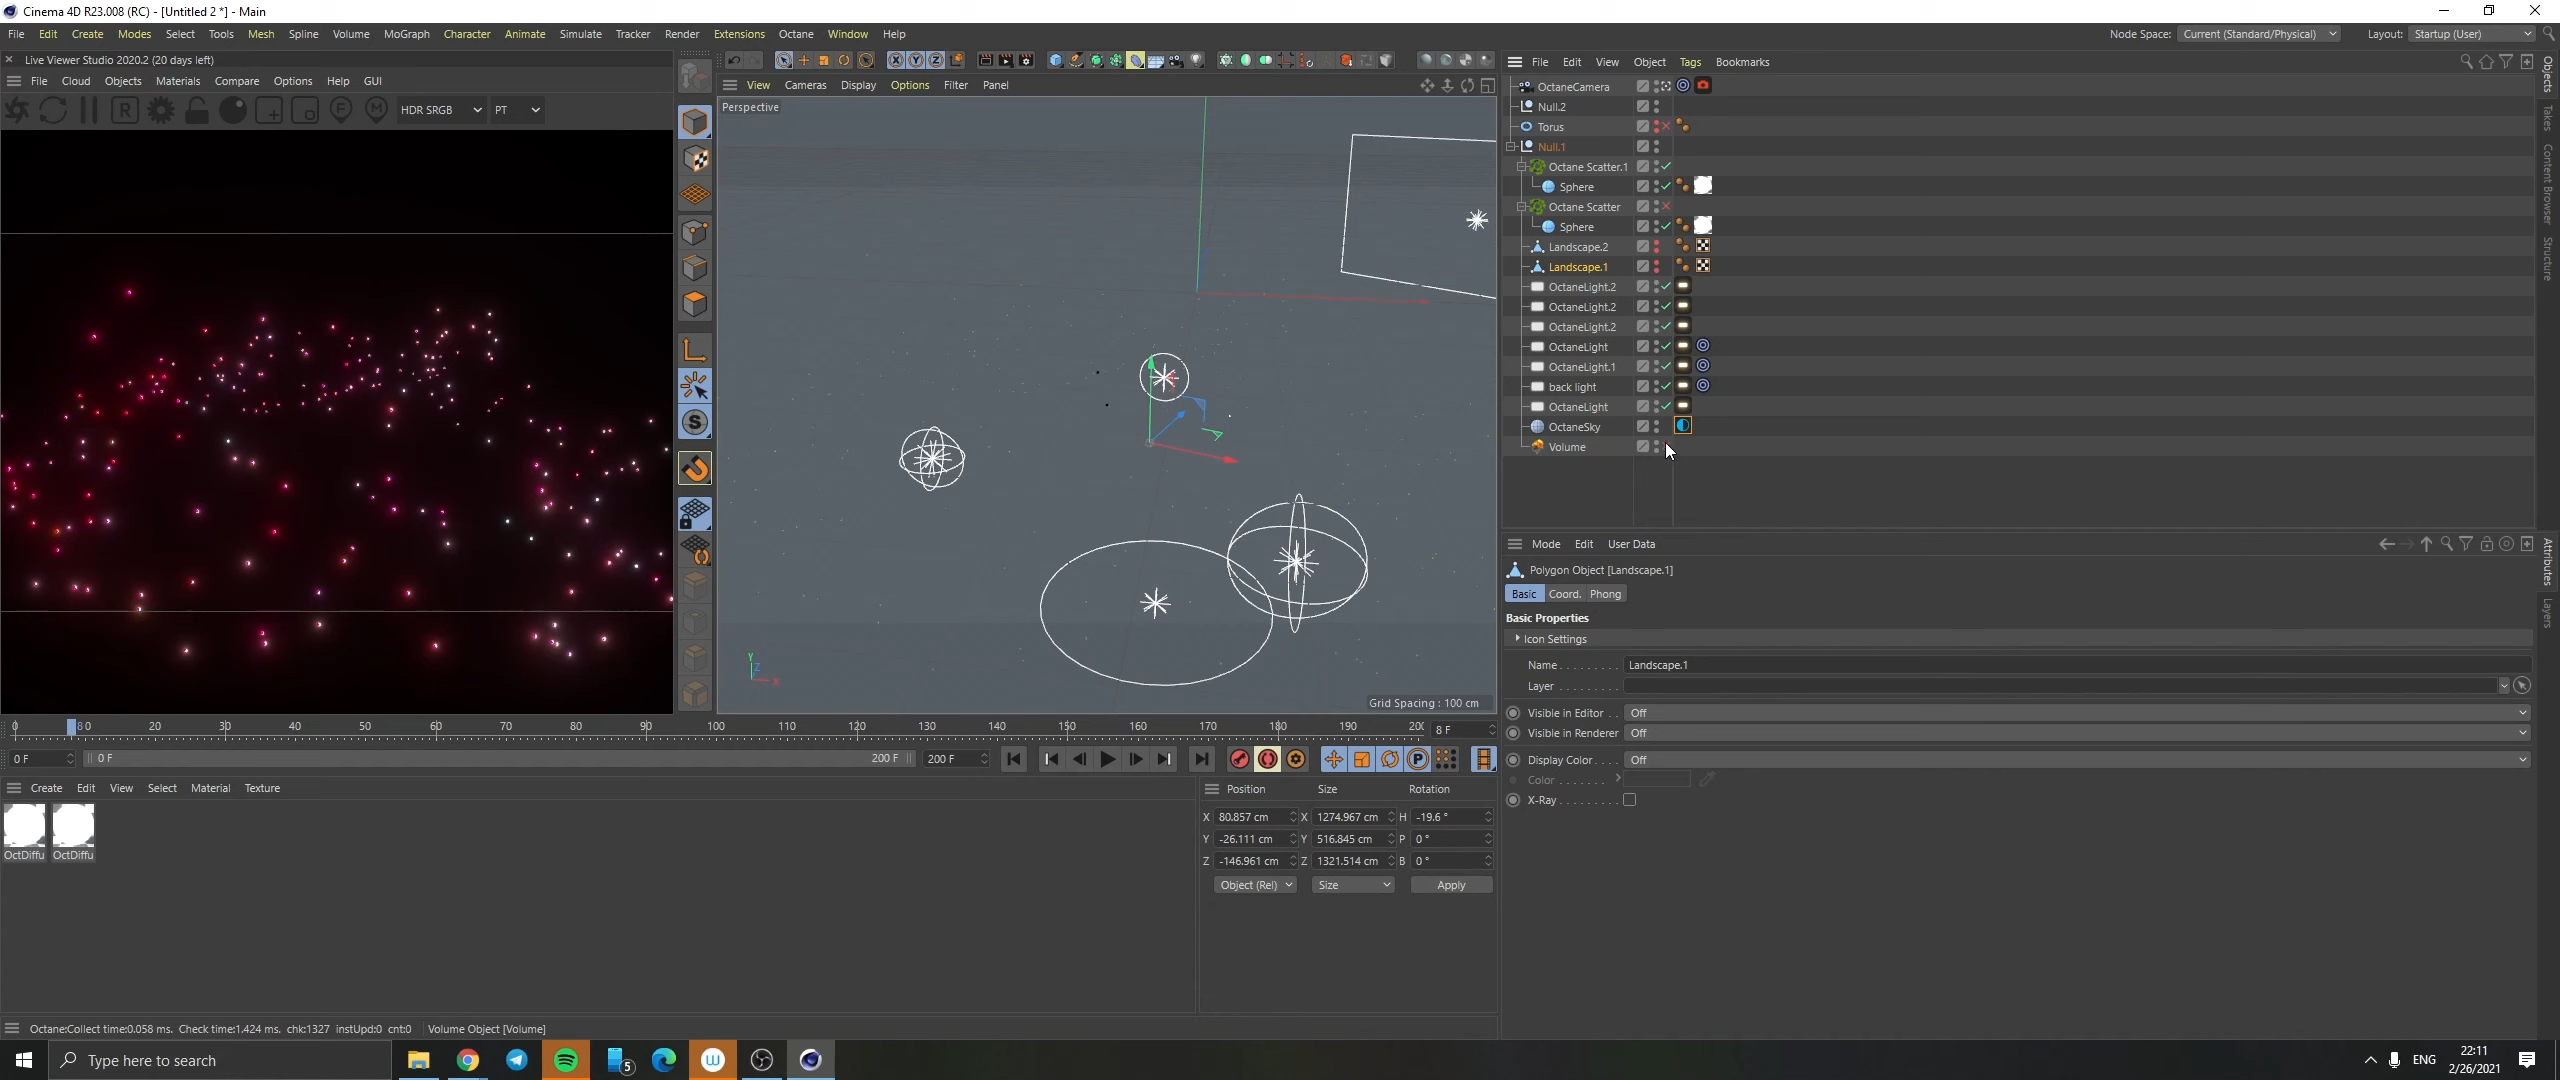 Cinema 4D R23.008 (RC) - [Untitled 2 *] - Main
File Edit Create Modes Select Tools Mesh Spline Volume MoGraph Character Animate Simulate Tracker Render Extensions Octane Window Help
Node Space: Current (Standard/Physical) Layout: Startup (User)
Live Viewer Studio 2020.2 (20 days left)
File Cloud Objects Materials Compare Options Help GUI
HDR SRGB PT
View Cameras Display Options Filter Panel
Perspective
Grid Spacing : 100 cm
File Edit View Object Tags Bookmarks
OctaneCamera
Null.2
Torus
Null.1
Octane Scatter.1
Sphere
Octane Scatter
Sphere
Landscape.2
Landscape.1
OctaneLight.2
OctaneLight.2
OctaneLight.2
OctaneLight
OctaneLight.1
back light
OctaneLight
OctaneSky
Volume
Objects
Takes
Content Browser
Structure
Mode Edit User Data
Polygon Object [Landscape.1]
Basic Coord. Phong
Basic Properties
Icon Settings
Name Landscape.1
Layer
Visible in Editor Off
Visible in Renderer Off
Display Color Off
Color
X-Ray
Attributes
Layers
0 80 20 30 40 50 60 70 80 90 100 110 120 130 140 150 160 170 180 190 200 8 F
0 F 0 F 200 F 200 F
Create Edit View Select Material Texture
OctDiffu OctDiffu
Position Size Rotation
X 80.857 cm X 1274.967 cm H -19.6 °
Y -26.111 cm Y 516.845 cm P 0 °
Z -146.961 cm Z 1321.514 cm B 0 °
Object (Rel) Size Apply
Octane:Collect time:0.058 ms. Check time:1.424 ms. chk:1327 instUpd:0 cnt:0 Volume Object [Volume]
Type here to search
5
ENG
22:11
2/26/2021